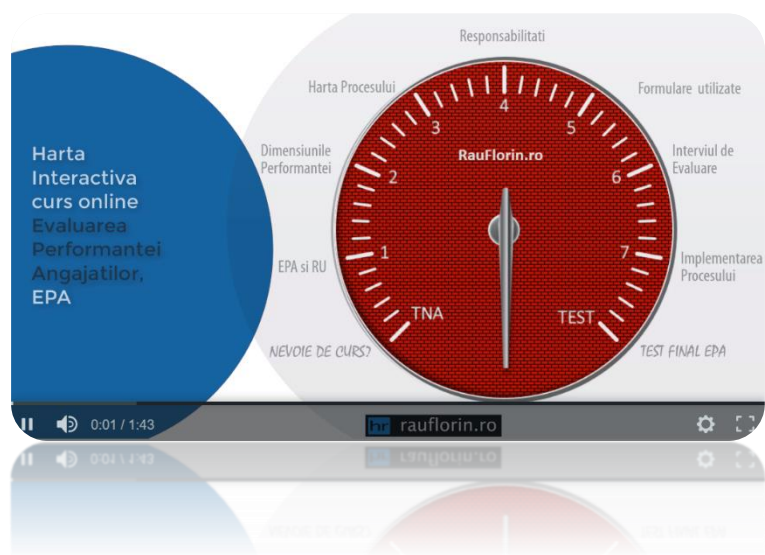 Harta
Interactiva
curs online
Evaluarea
Performantei
Angajatilor,
EPA
Responsabilitati
Harta Procesului
Formulare utilizate
Dimensiunile
Performantei
Interviul de
Evaluare
EPA si RU
Implementarea
Procesului
NEVOIE DE CURS?
TEST FINAL EPA
RauFlorin.ro
1
2
3
4
5
6
7
TNA
TEST
0:01 / 1:43
hr rauflorin.ro